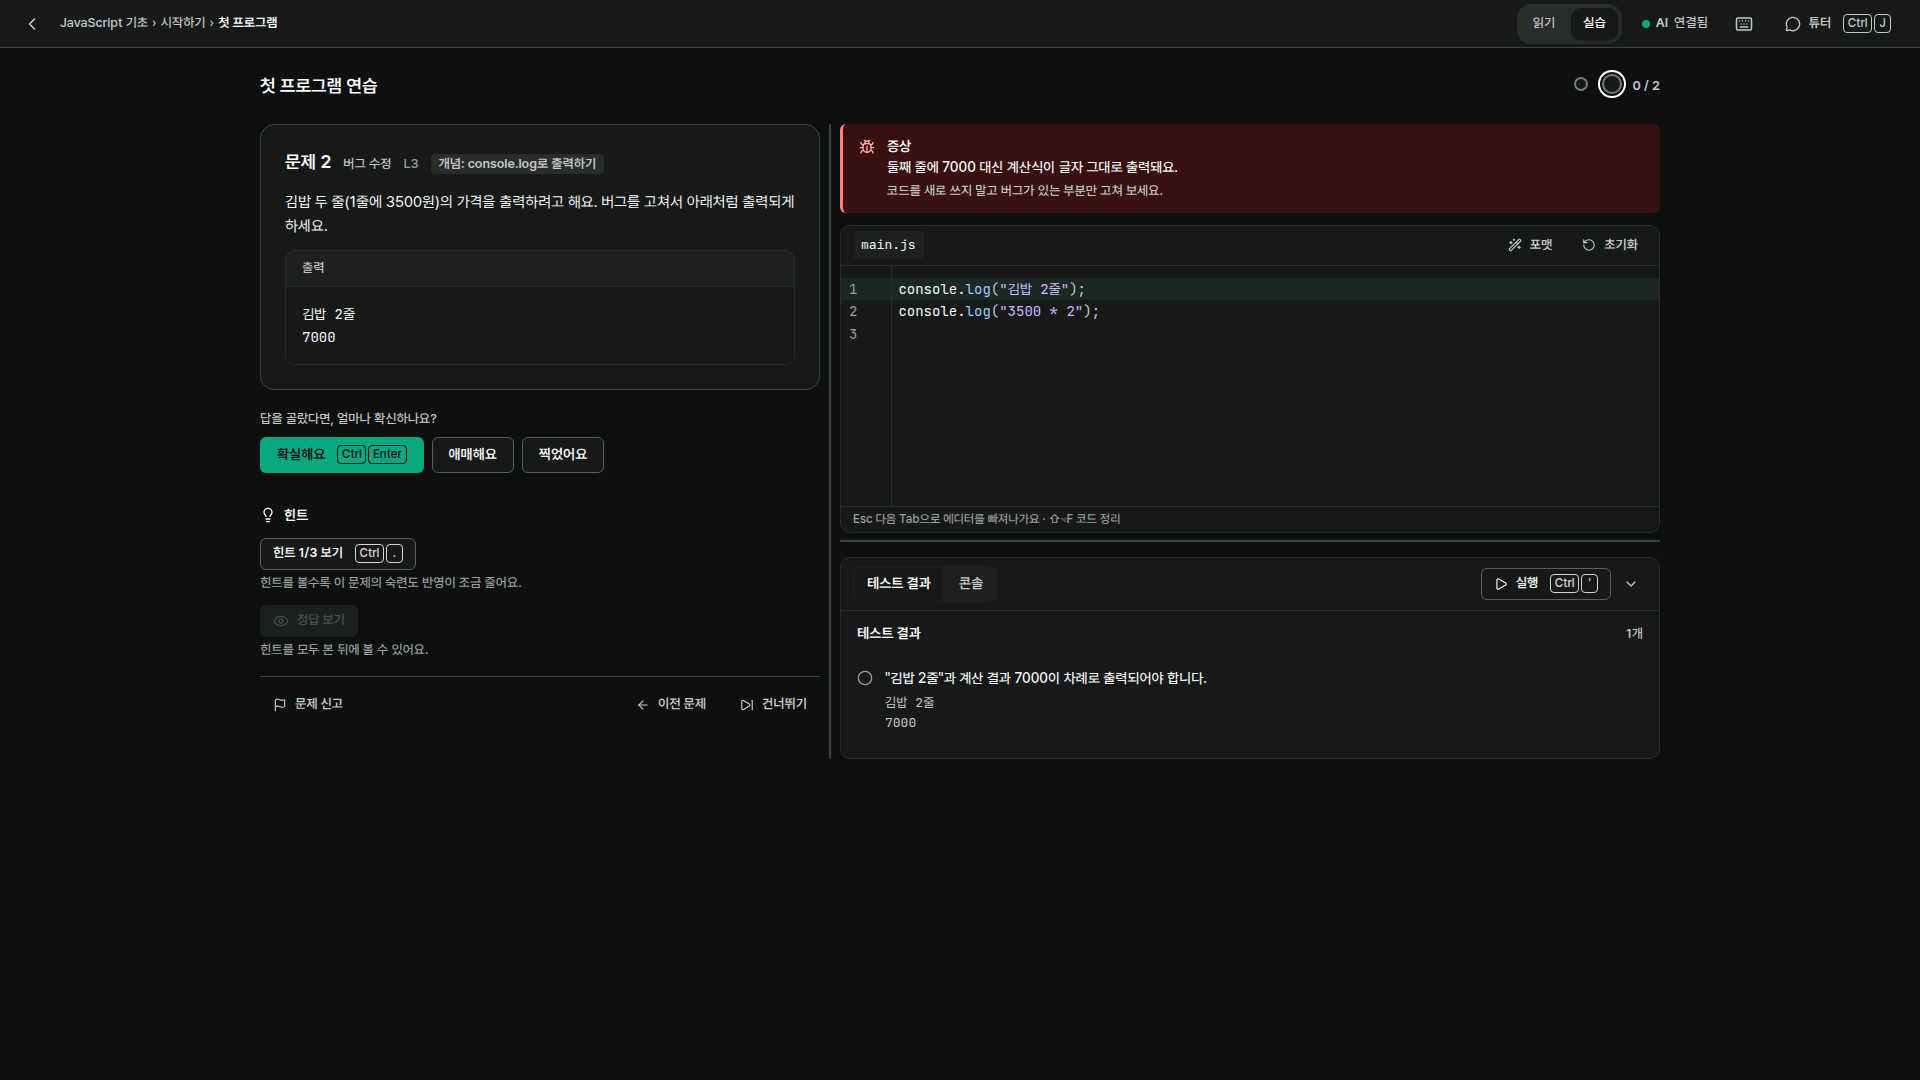 JavaScript 기초 › 시작하기 › 첫 프로그램
읽기 실습 AI 연결됨 튜터 Ctrl J
첫 프로그램 연습
0 / 2
문제 2 버그 수정 L3 개념: console.log로 출력하기
김밥 두 줄(1줄에 3500원)의 가격을 출력하려고 해요. 버그를 고쳐서 아래처럼 출력되게
하세요.
출력
김밥 2줄
7000
답을 골랐다면, 얼마나 확신하나요?
확실해요 Ctrl Enter 애매해요 찍었어요
힌트
힌트 1/3 보기 Ctrl .
힌트를 볼수록 이 문제의 숙련도 반영이 조금 줄어요.
정답 보기
힌트를 모두 본 뒤에 볼 수 있어요.
문제 신고 이전 문제 건너뛰기
증상
둘째 줄에 7000 대신 계산식이 글자 그대로 출력돼요.
코드를 새로 쓰지 말고 버그가 있는 부분만 고쳐 보세요.
main.js 포맷 초기화
1 console.log("김밥 2줄");
2 console.log("3500 * 2");
3
Esc 다음 Tab으로 에디터를 빠져나가요 · ⇧⌥F 코드 정리
테스트 결과 콘솔 실행 Ctrl '
테스트 결과 1개
"김밥 2줄"과 계산 결과 7000이 차례로 출력되어야 합니다.
김밥 2줄
7000